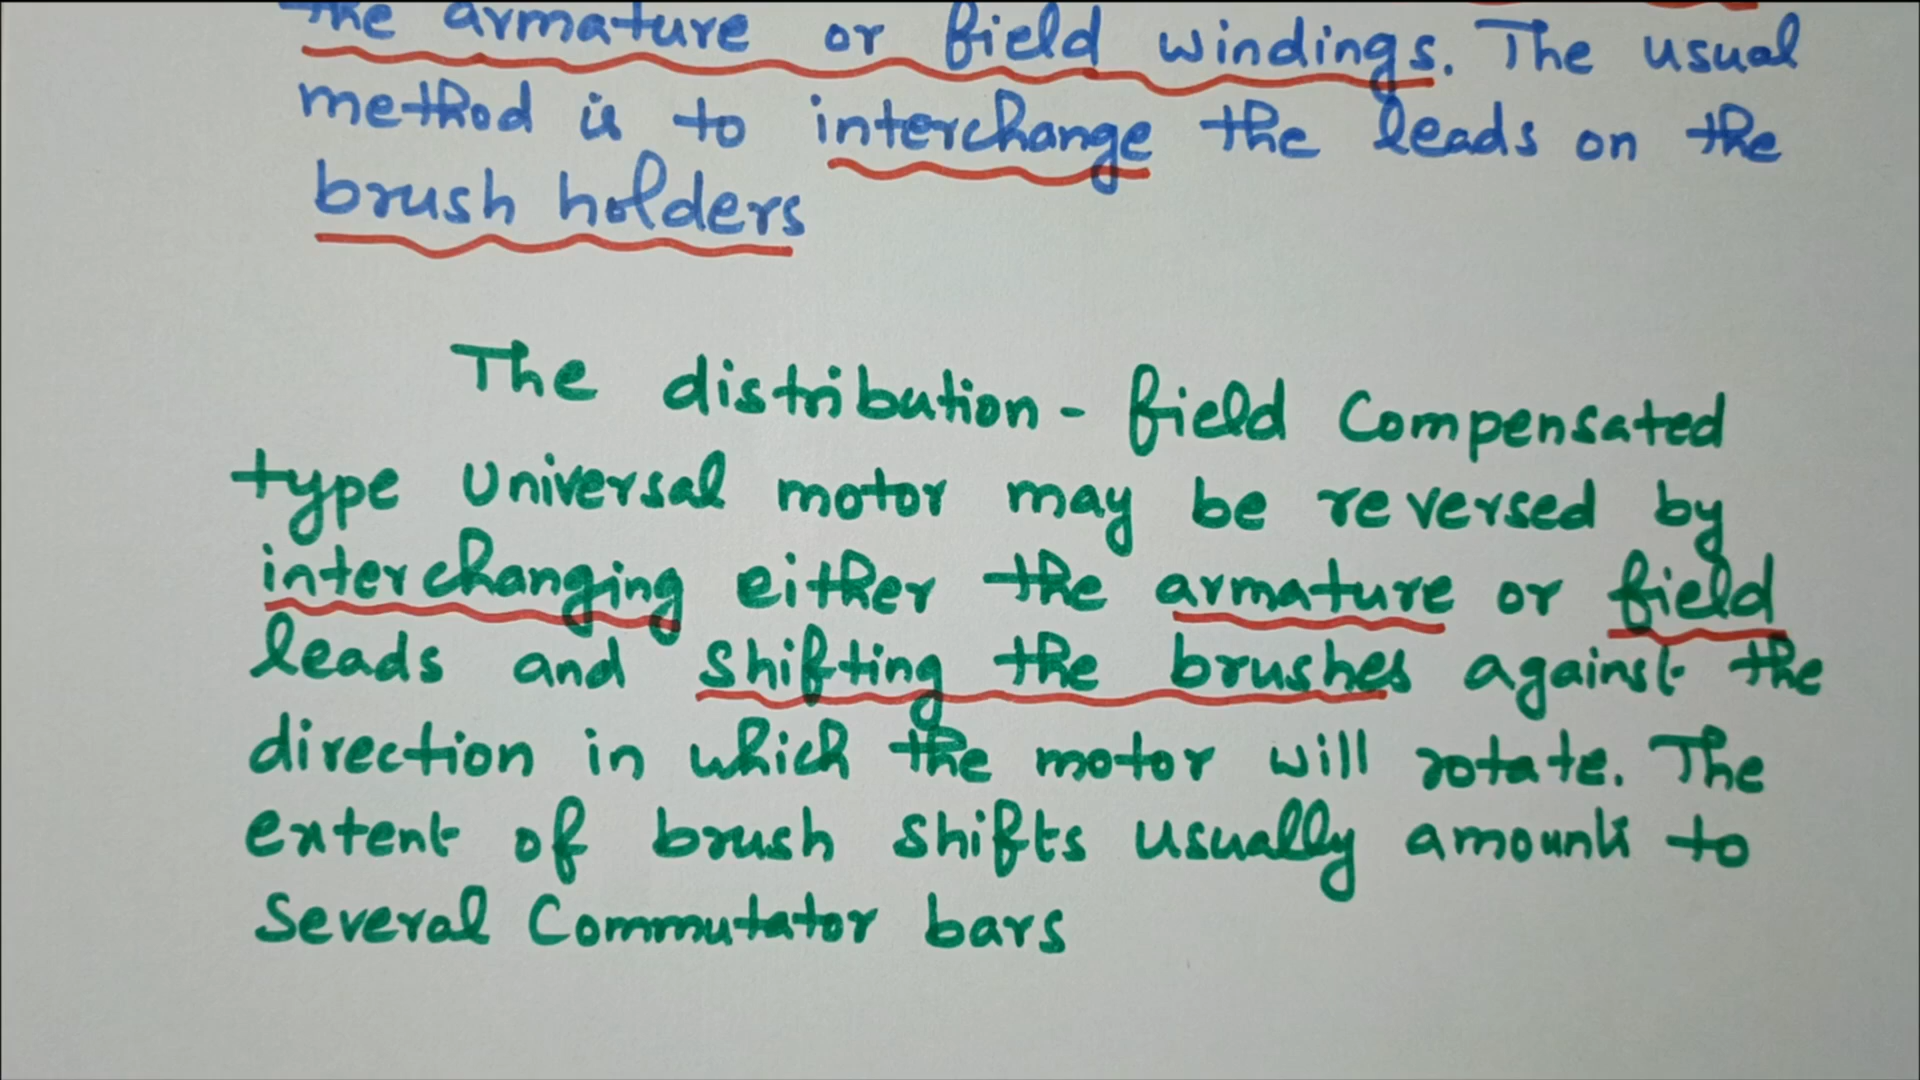 the armature or field windings. The usual
method is to interchange the leads on the
brush holders
The distribution - field Compensated
type Universal motor may be reversed by
interchanging either the armature or field
leads and shifting the brushes against the
direction in which the motor will rotate. The
extent of brush shifts usually amounts to
Several Commutator bars